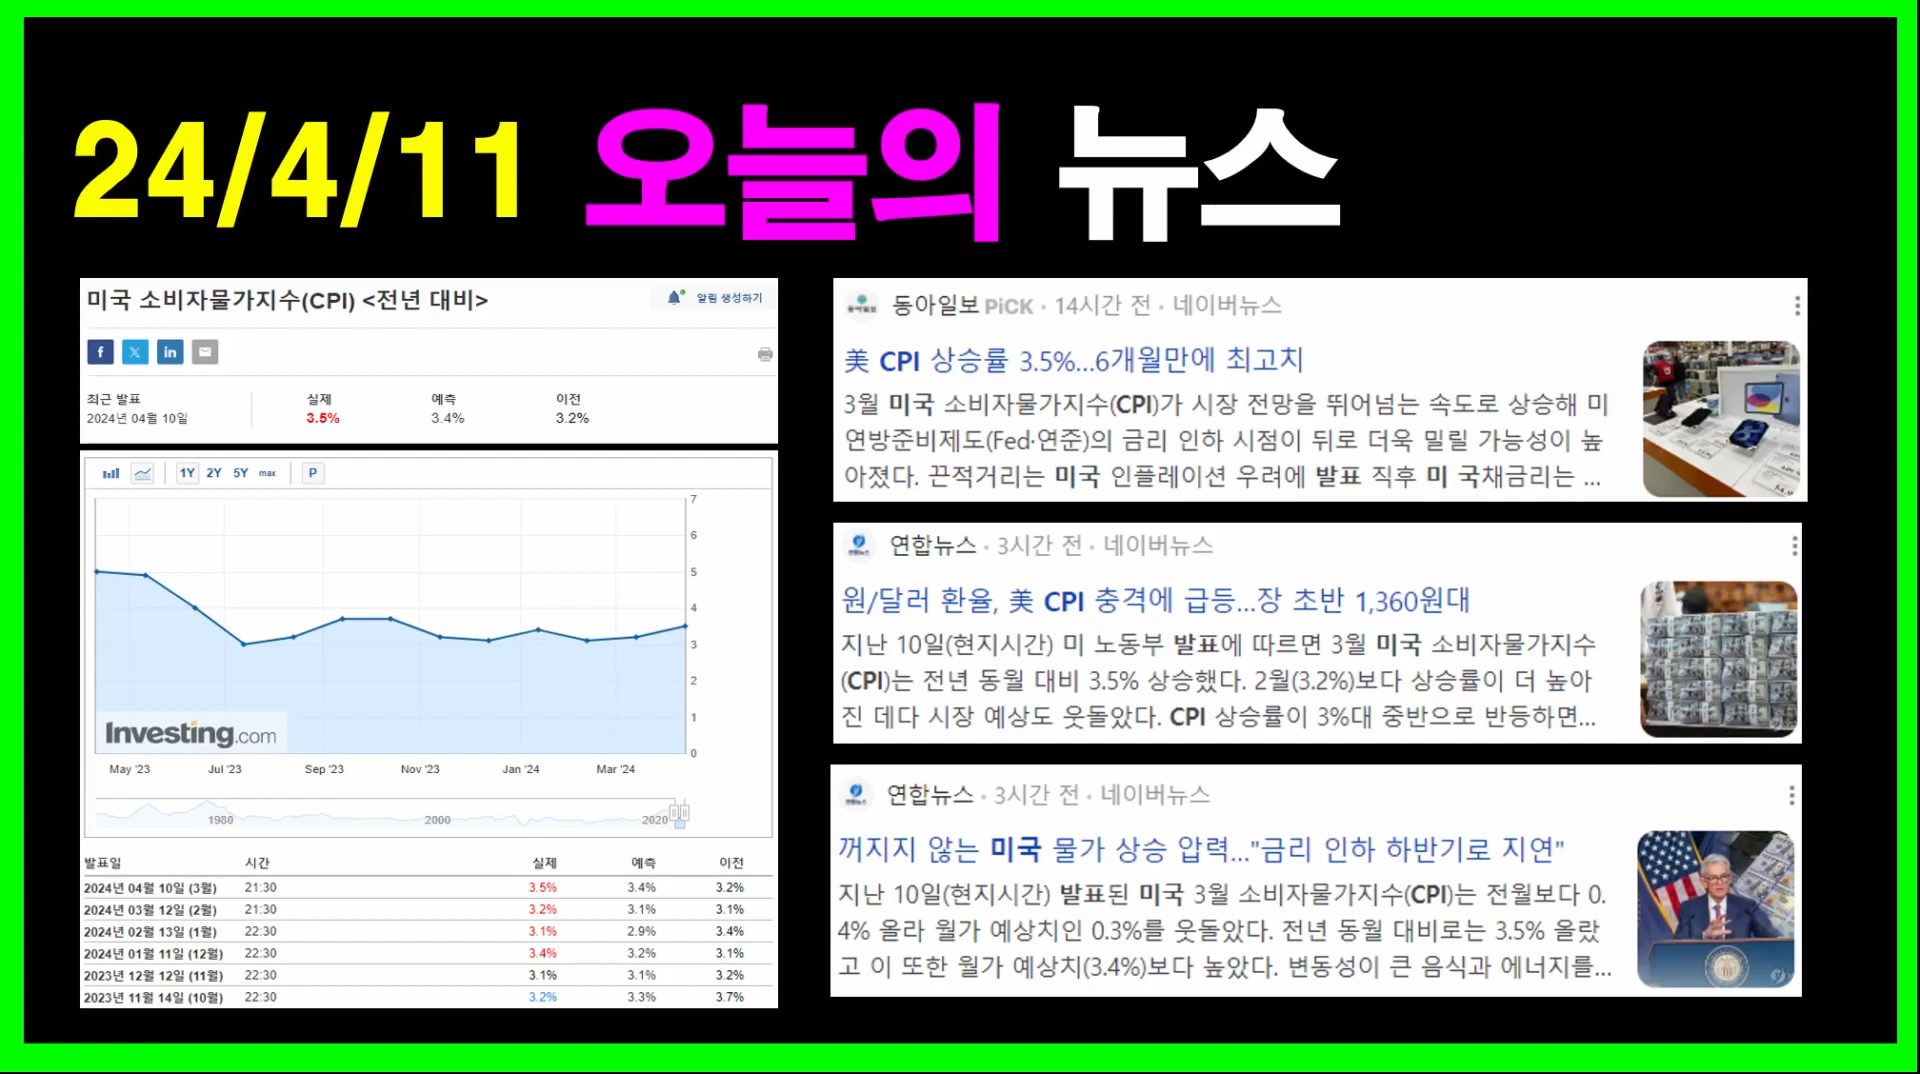 24/4/11 오늘의 뉴스
미국 소비자물가지수(CPI) <전년 대비>
알림 생성하기
최근 발표 실제 예측 이전
2024년 04월 10일 3.5% 3.4% 3.2%
1Y 2Y 5Y max P
7
6
5
4
3
2
1
0
Investing.com
May '23 Jul '23 Sep '23 Nov '23 Jan '24 Mar '24
1980 2000 2020
발표일 시간 실제 예측 이전
2024년 04월 10일 (3월) 21:30 3.5% 3.4% 3.2%
2024년 03월 12일 (2월) 21:30 3.2% 3.1% 3.1%
2024년 02월 13일 (1월) 22:30 3.1% 2.9% 3.4%
2024년 01월 11일 (12월) 22:30 3.4% 3.2% 3.1%
2023년 12월 12일 (11월) 22:30 3.1% 3.1% 3.2%
2023년 11월 14일 (10월) 22:30 3.2% 3.3% 3.7%
동아일보 PiCK · 14시간 전 · 네이버뉴스
美 CPI 상승률 3.5%...6개월만에 최고치
3월 미국 소비자물가지수(CPI)가 시장 전망을 뛰어넘는 속도로 상승해 미
연방준비제도(Fed·연준)의 금리 인하 시점이 뒤로 더욱 밀릴 가능성이 높
아졌다. 끈적거리는 미국 인플레이션 우려에 발표 직후 미 국채금리는 ...
연합뉴스 · 3시간 전 · 네이버뉴스
원/달러 환율, 美 CPI 충격에 급등...장 초반 1,360원대
지난 10일(현지시간) 미 노동부 발표에 따르면 3월 미국 소비자물가지수
(CPI)는 전년 동월 대비 3.5% 상승했다. 2월(3.2%)보다 상승률이 더 높아
진 데다 시장 예상도 웃돌았다. CPI 상승률이 3%대 중반으로 반등하면...
연합뉴스 · 3시간 전 · 네이버뉴스
꺼지지 않는 미국 물가 상승 압력..."금리 인하 하반기로 지연"
지난 10일(현지시간) 발표된 미국 3월 소비자물가지수(CPI)는 전월보다 0.
4% 올라 월가 예상치인 0.3%를 웃돌았다. 전년 동월 대비로는 3.5% 올랐
고 이 또한 월가 예상치(3.4%)보다 높았다. 변동성이 큰 음식과 에너지를...